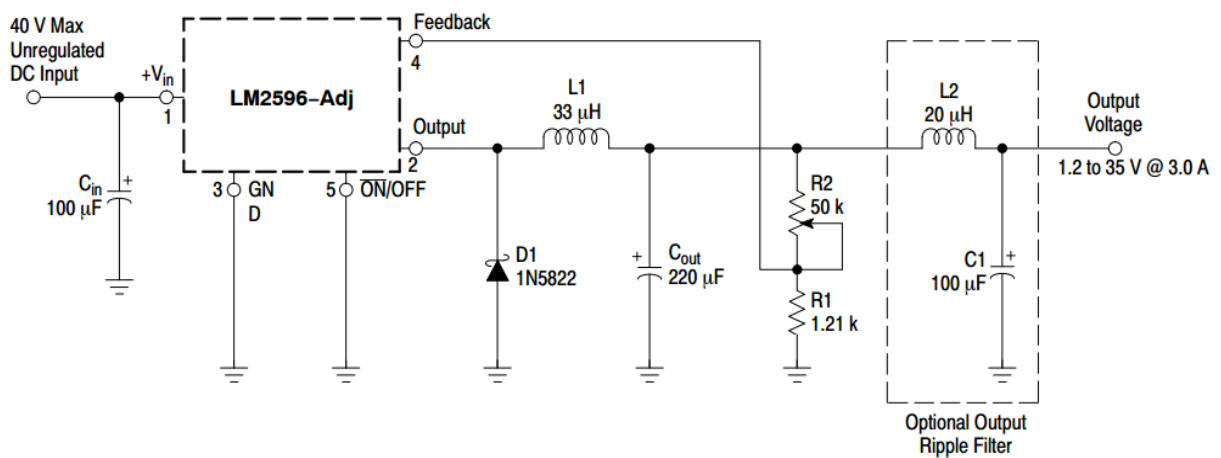 40 V Max
Unregulated
DC Input
+Vin
1
LM2596−Adj
Feedback
4
Output
2
3
GN
D
5
ON/OFF
Cin
100 µF
+
D1
1N5822
L1
33 µH
+
Cout
220 µF
R2
50 k
R1
1.21 k
L2
20 µH
C1
100 µF
+
Output
Voltage
1.2 to 35 V @ 3.0 A
Optional Output
Ripple Filter